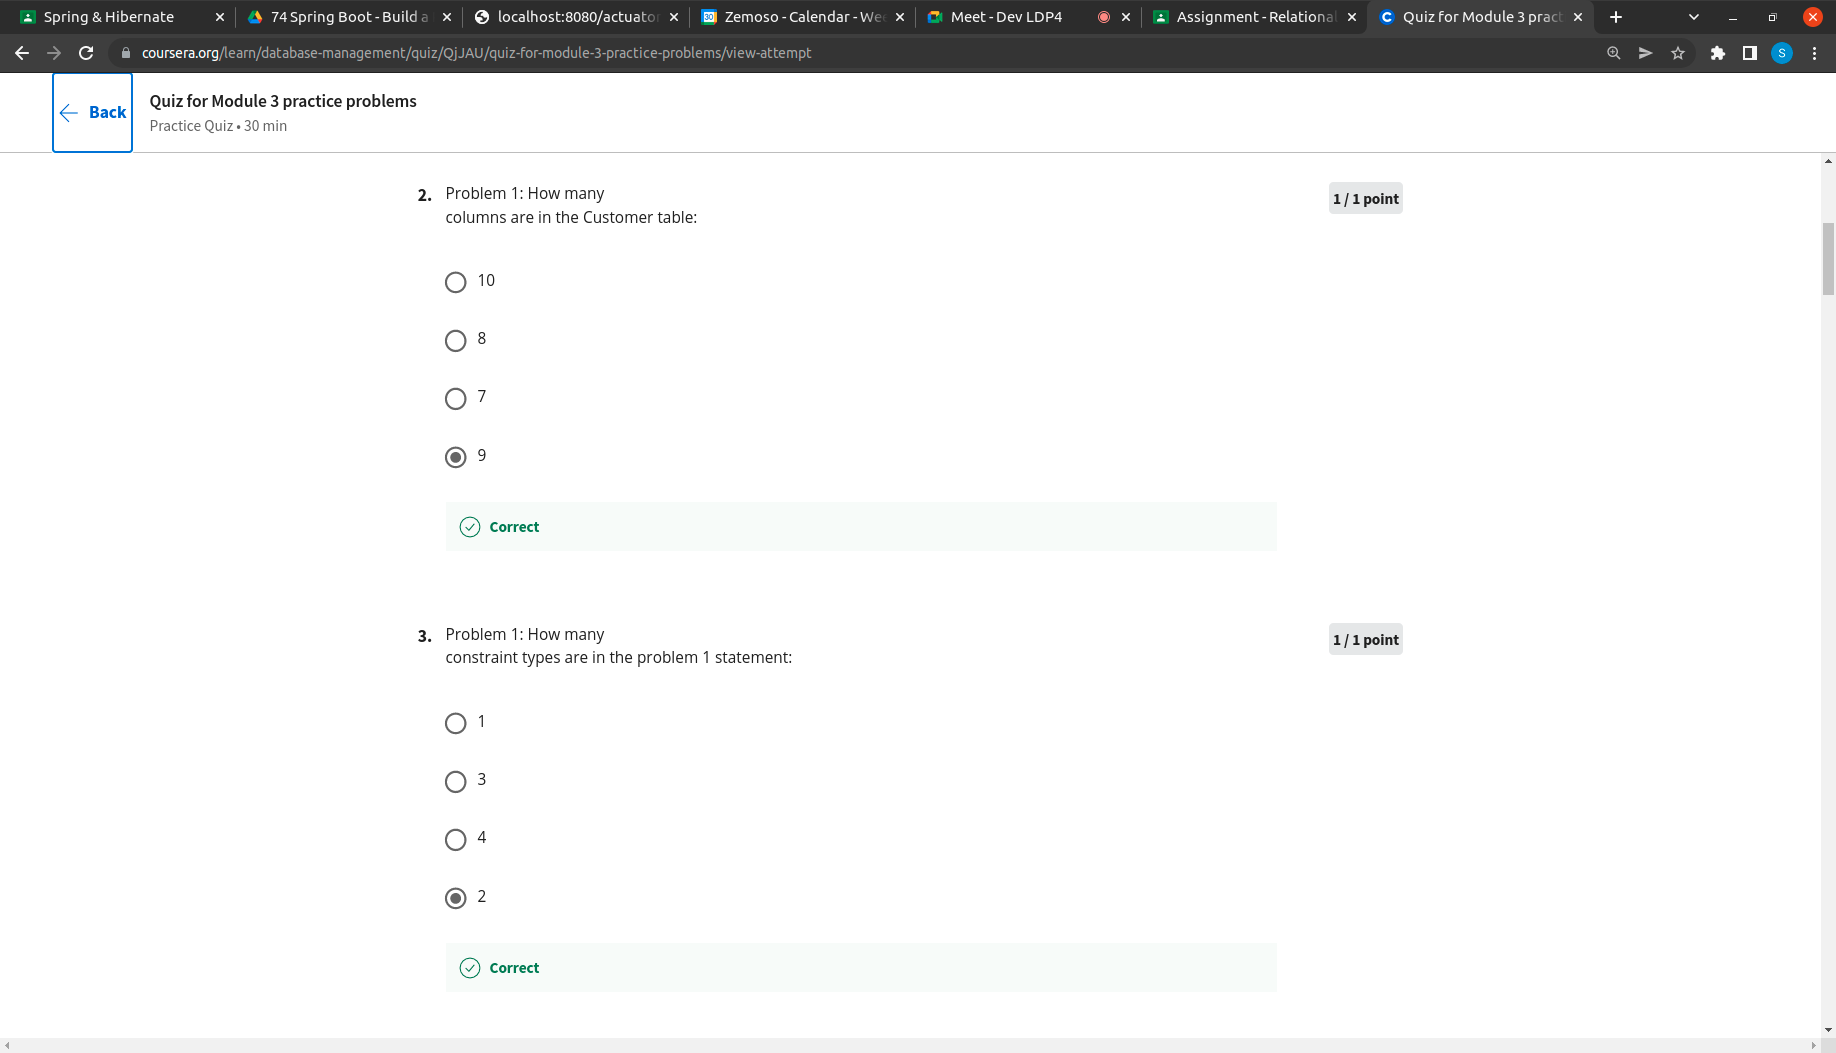 Spring & Hibernate
74 Spring Boot - Build a
localhost:8080/actuator
Zemoso - Calendar - Wee
Meet - Dev LDP4
Assignment - Relational
Quiz for Module 3 pract
coursera.org/learn/database-management/quiz/QjJAU/quiz-for-module-3-practice-problems/view-attempt
S
Back
Quiz for Module 3 practice problems
Practice Quiz • 30 min
2. Problem 1: How many
columns are in the Customer table:
1 / 1 point
10
8
7
9
Correct
3. Problem 1: How many
constraint types are in the problem 1 statement:
1 / 1 point
1
3
4
2
Correct